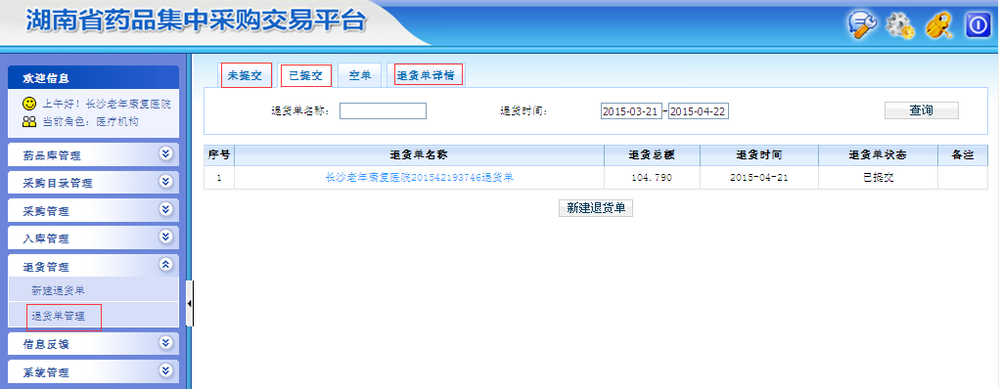 湖南省药品集中采购交易平台
欢迎信息
上午好！长沙老年康复医院
当前角色：医疗机构
药品库管理
采购目录管理
采购管理
入库管理
退货管理
新建退货单
退货单管理
信息反馈
系统管理
未提交 已提交 空单 退货单详情
退货单名称： 退货时间： 2015-03-21-2015-04-22 查询
序号 退货单名称 退货总额 退货时间 退货单状态 备注
1 长沙老年康复医院201542193746退货单 104.790 2015-04-21 已提交
新建退货单